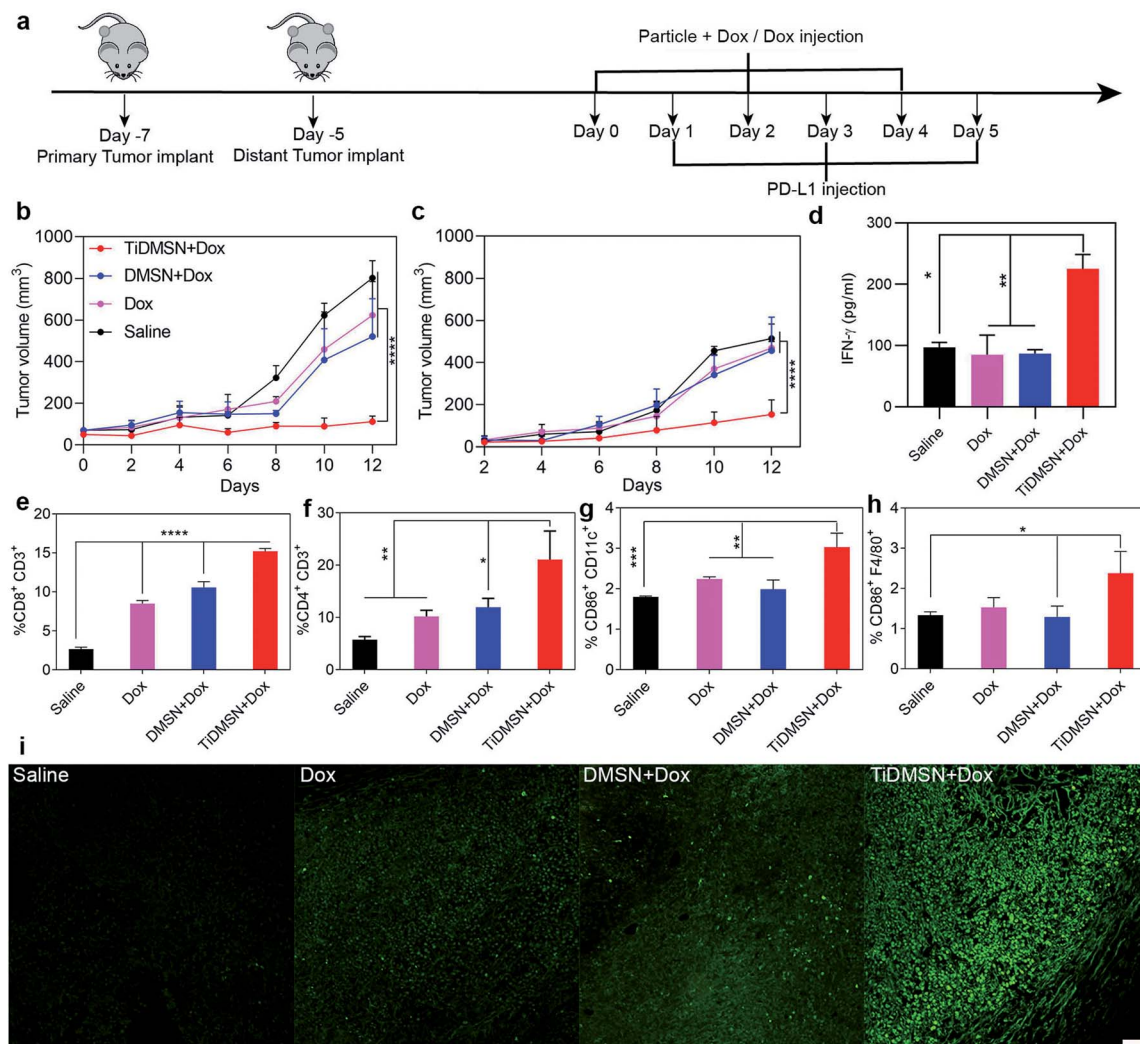 a
Particle + Dox / Dox injection
Day -7
Primary Tumor implant
Day -5
Distant Tumor implant
Day 0
Day 1
Day 2
Day 3
Day 4
Day 5
PD-L1 injection
b
Tumor volume (mm³)
1000
800
600
400
200
0
TiDMSN+Dox
DMSN+Dox
Dox
Saline
****
0 2 4 6 8 10 12
Days
c
Tumor volume (mm³)
1000
800
600
400
200
0
****
2 4 6 8 10 12
Days
d
IFN-γ (pg/ml)
300
200
100
0
*
**
Saline
Dox
DMSN+Dox
TiDMSN+Dox
e
%CD8⁺ CD3⁺
20
15
10
5
0
****
Saline
Dox
DMSN+Dox
TiDMSN+Dox
f
%CD4⁺ CD3⁺
30
20
10
0
**
*
Saline
Dox
DMSN+Dox
TiDMSN+Dox
g
% CD86⁺ CD11c⁺
4
3
2
1
0
***
**
Saline
Dox
DMSN+Dox
TiDMSN+Dox
h
% CD86⁺ F4/80⁺
4
3
2
1
0
*
Saline
Dox
DMSN+Dox
TiDMSN+Dox
i
Saline
Dox
DMSN+Dox
TiDMSN+Dox